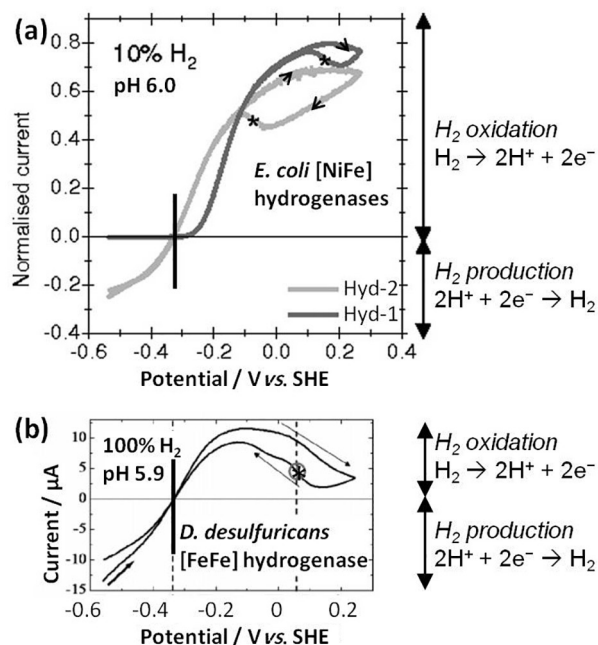 (a)
10% H2
pH 6.0
0.8
0.6
0.4
0.2
0.0
-0.2
-0.4
Normalised current
*
*
E. coli [NiFe]
hydrogenases
Hyd-2
Hyd-1
-0.6 -0.4 -0.2 0.0 0.2 0.4
Potential / V vs. SHE
H2 oxidation
H2 → 2H⁺ + 2e⁻
H2 production
2H⁺ + 2e⁻ → H2
(b)
100% H2
pH 5.9
10
5
0
-5
-10
-15
Current / µA
*
D. desulfuricans
[FeFe] hydrogenase
-0.6 -0.4 -0.2 0 0.2
Potential / V vs. SHE
H2 oxidation
H2 → 2H⁺ + 2e⁻
H2 production
2H⁺ + 2e⁻ → H2